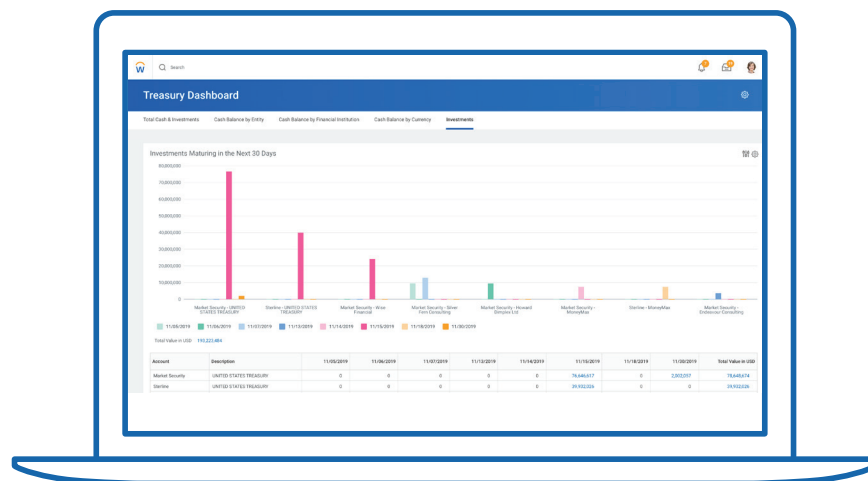 W
Search
Treasury Dashboard
Total Cash & Investments Cash Balance by Entity Cash Balance by Financial Institution Cash Balance by Currency Investments
Investments Maturing in the Next 30 Days
80,000,000
70,000,000
60,000,000
50,000,000
40,000,000
30,000,000
20,000,000
10,000,000
0
Market Security - UNITED STATES TREASURY
Sterline - UNITED STATES TREASURY
Market Security - Wise Financial
Market Security - Silver Fern Consulting
Market Security - Howard Simplex Ltd
Market Security - MoneyMax
Sterline - MoneyMax
Market Security - Endeavour Consulting
11/05/2019 11/06/2019 11/07/2019 11/13/2019 11/14/2019 11/15/2019 11/18/2019 11/20/2019
Total Value in USD
Account Description 11/05/2019 11/06/2019 11/07/2019 11/13/2019 11/14/2019 11/15/2019 11/18/2019 11/20/2019 Total Value in USD
Market Security UNITED STATES TREASURY 0 0 0 0 0 76,646,617 0 2,002,057 78,648,674
Sterline UNITED STATES TREASURY 0 0 0 0 0 39,932,026 0 0 39,932,026